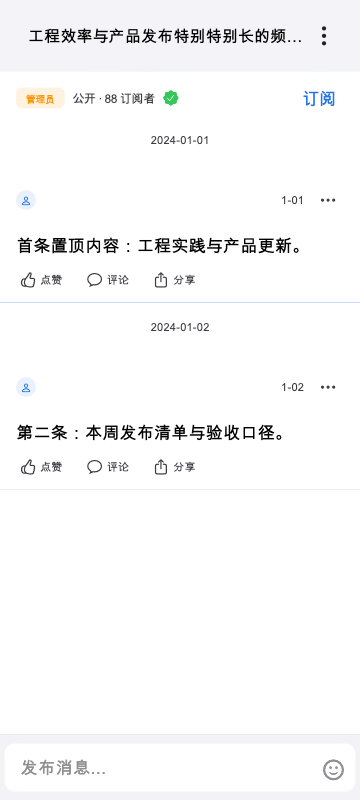 工程效率与产品发布特别特别长的频...
管理员 公开 · 88 订阅者 订阅
2024-01-01
1-01
首条置顶内容：工程实践与产品更新。
点赞 评论 分享
2024-01-02
1-02
第二条：本周发布清单与验收口径。
点赞 评论 分享
发布消息...